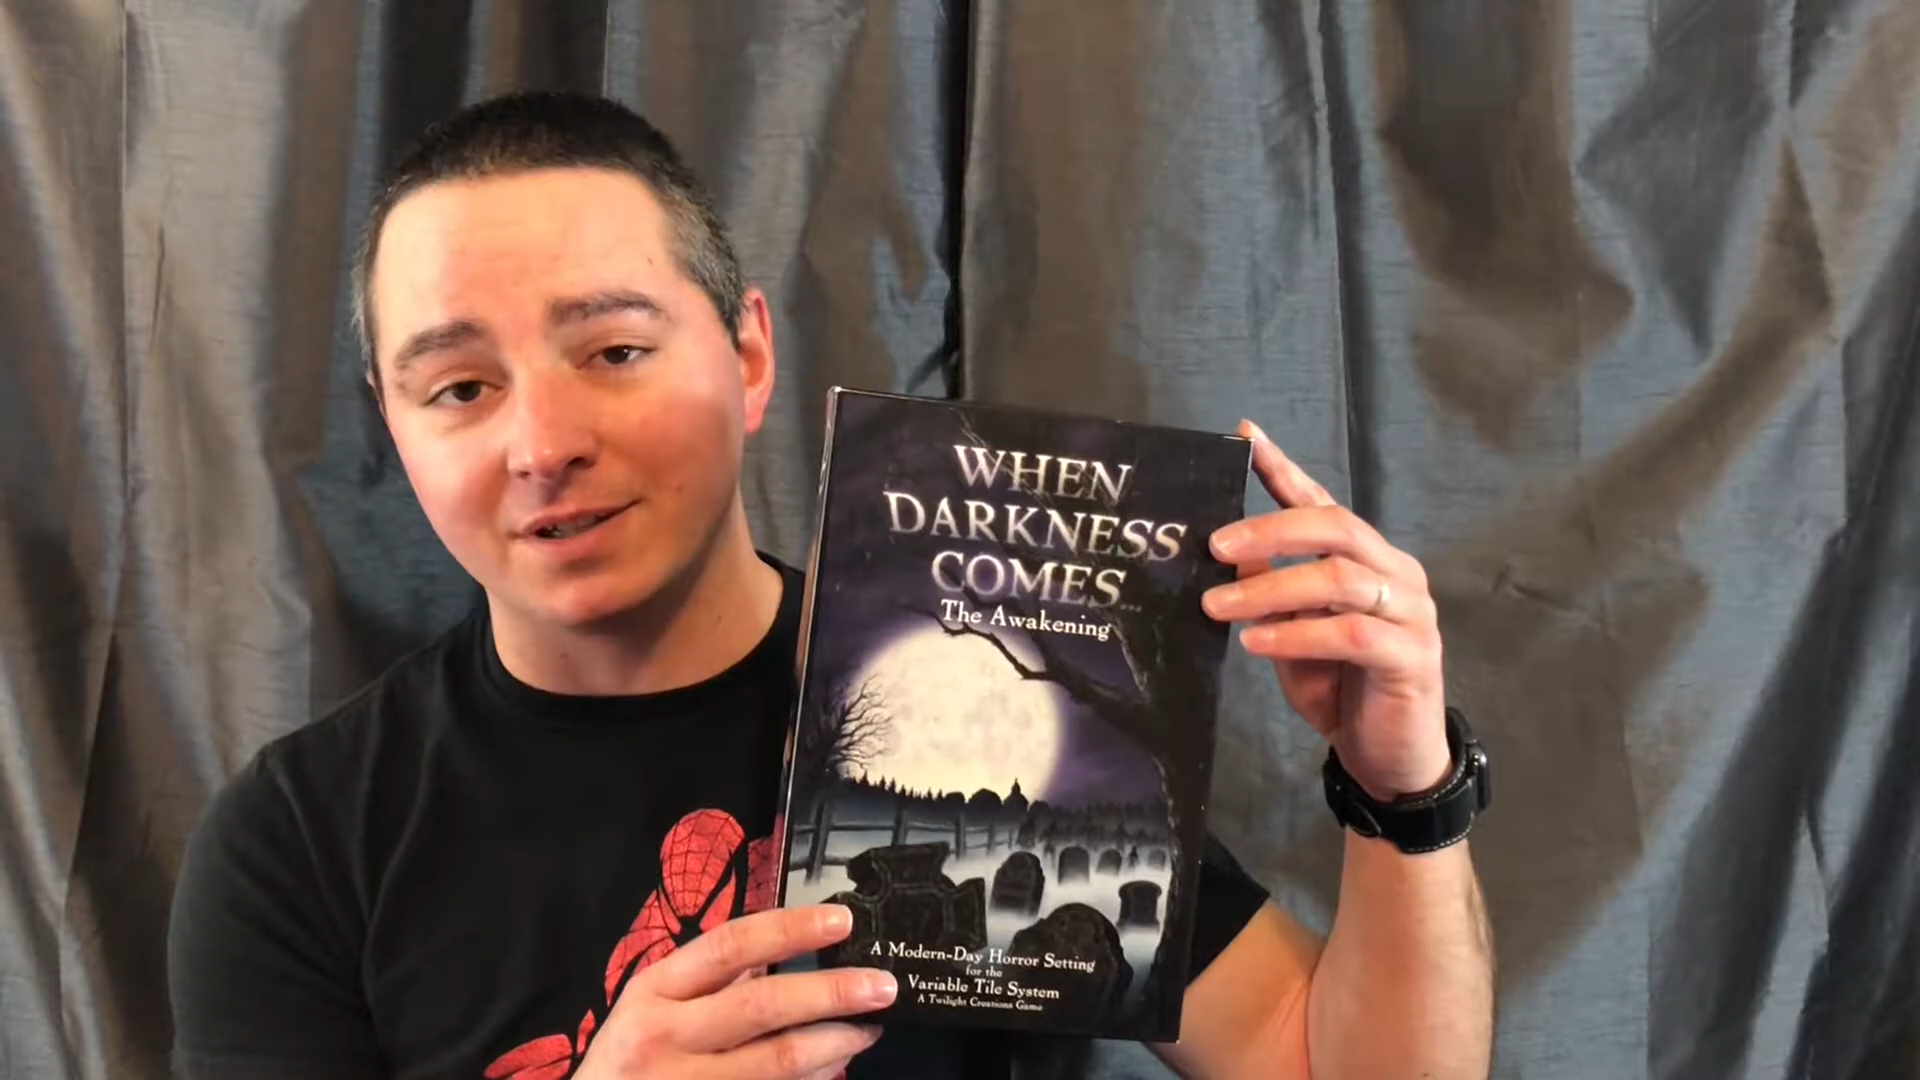 WHEN
DARKNESS
COMES...
The Awakening
A Modern-Day Horror Setting
for the
Variable Tile System
A Twilight Creations Game